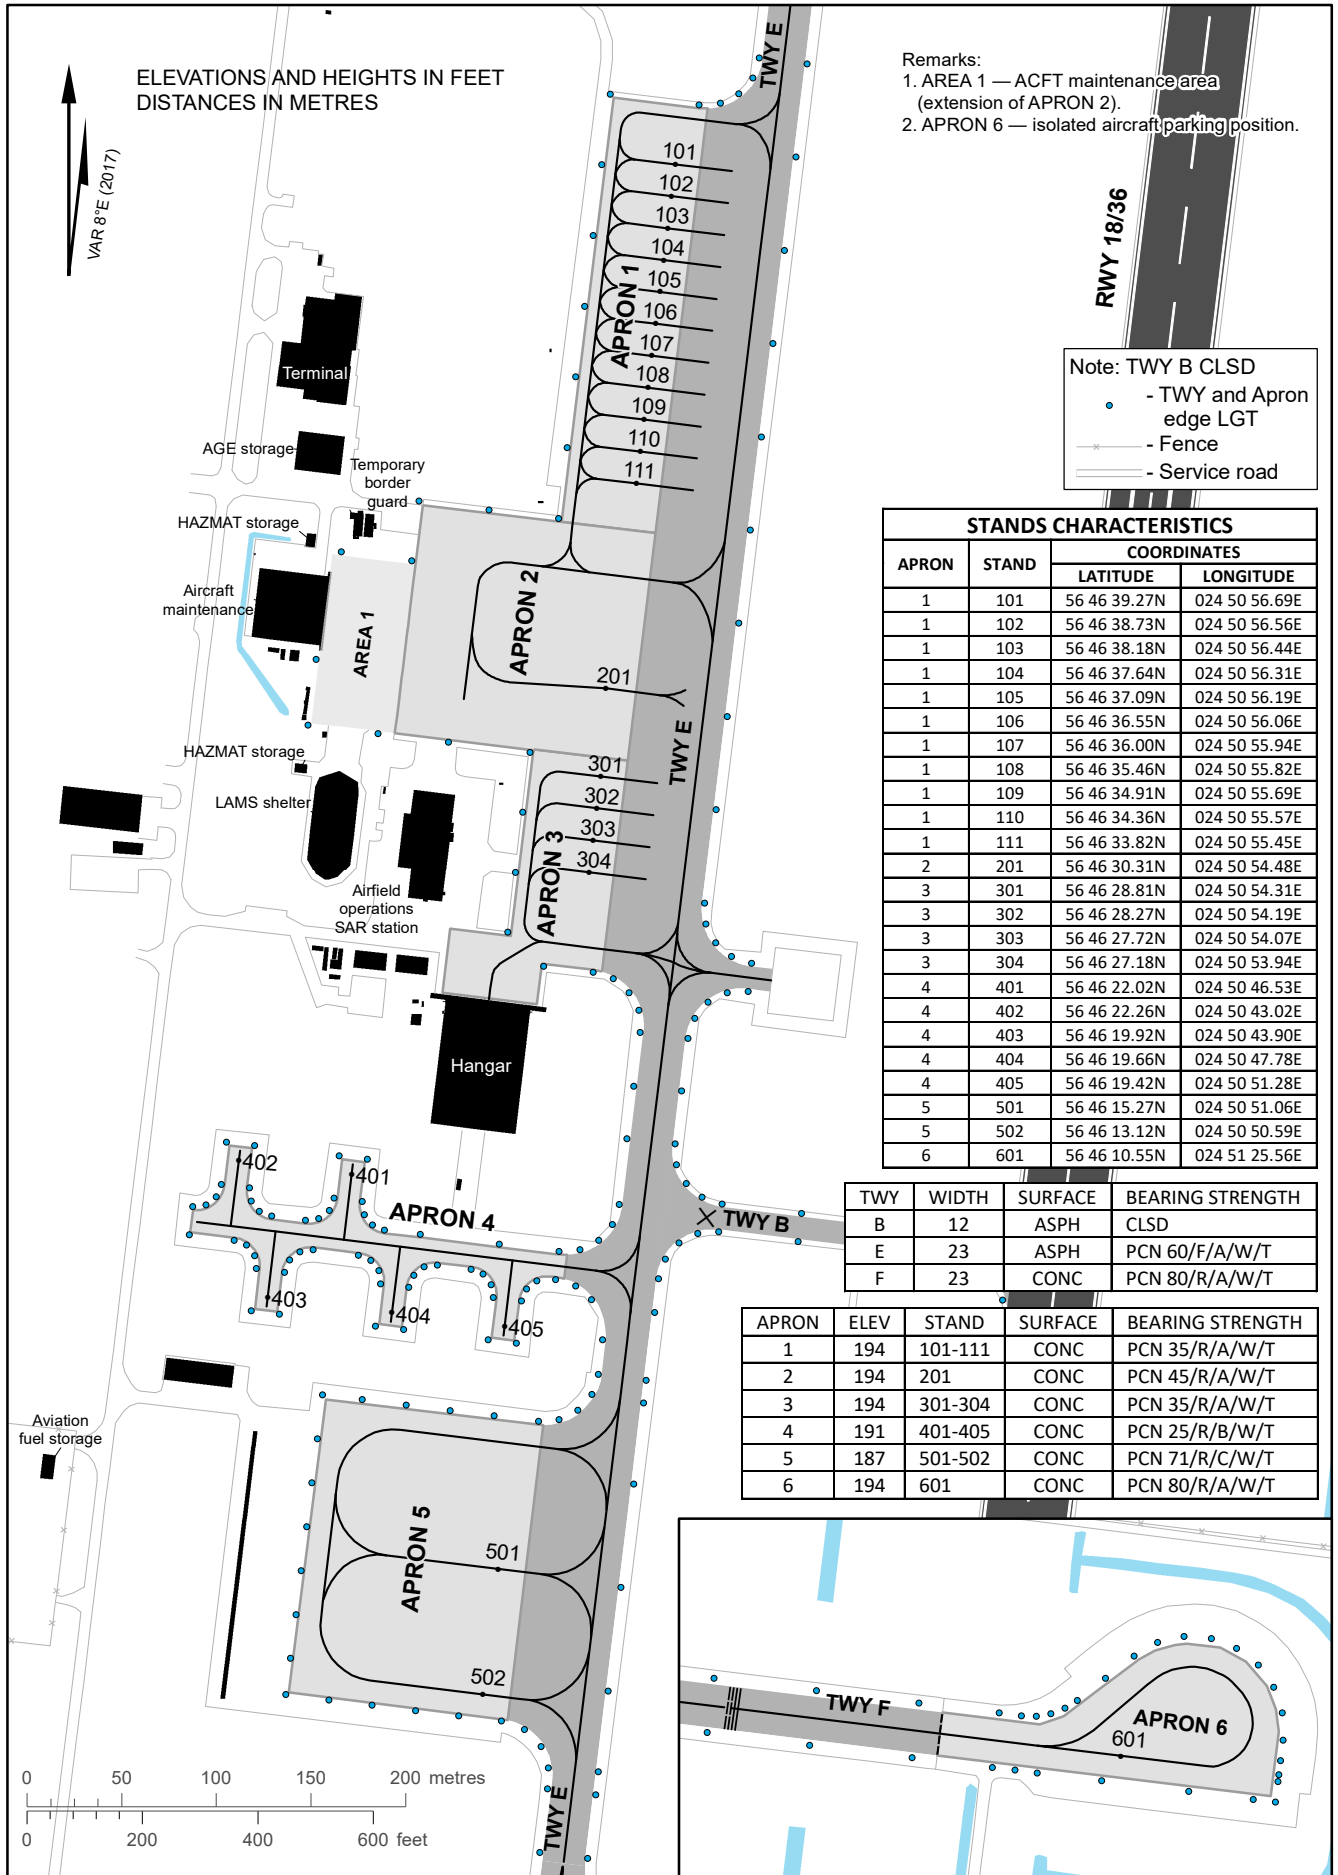 ELEVATIONS AND HEIGHTS IN FEET
DISTANCES IN METRES
VAR 8°E (2017)
TWY E
Remarks:
1. AREA 1 — ACFT maintenance area
(extension of APRON 2).
2. APRON 6 — isolated aircraft parking position.
RWY 18/36
101
102
103
104
105
106
107
108
109
110
111
APRON 1
Terminal
AGE storage
Temporary
border
guard
HAZMAT storage
Aircraft
maintenance
AREA 1
APRON 2
201
TWY E
HAZMAT storage
LAMS shelter
301
302
303
304
APRON 3
Airfield
operations
SAR station
Hangar
Note: TWY B CLSD
- TWY and Apron
edge LGT
- Fence
- Service road
STANDS CHARACTERISTICS
APRON STAND COORDINATES
LATITUDE LONGITUDE
1 101 56 46 39.27N 024 50 56.69E
1 102 56 46 38.73N 024 50 56.56E
1 103 56 46 38.18N 024 50 56.44E
1 104 56 46 37.64N 024 50 56.31E
1 105 56 46 37.09N 024 50 56.19E
1 106 56 46 36.55N 024 50 56.06E
1 107 56 46 36.00N 024 50 55.94E
1 108 56 46 35.46N 024 50 55.82E
1 109 56 46 34.91N 024 50 55.69E
1 110 56 46 34.36N 024 50 55.57E
1 111 56 46 33.82N 024 50 55.45E
2 201 56 46 30.31N 024 50 54.48E
3 301 56 46 28.81N 024 50 54.31E
3 302 56 46 28.27N 024 50 54.19E
3 303 56 46 27.72N 024 50 54.07E
3 304 56 46 27.18N 024 50 53.94E
4 401 56 46 22.02N 024 50 46.53E
4 402 56 46 22.26N 024 50 43.02E
4 403 56 46 19.92N 024 50 43.90E
4 404 56 46 19.66N 024 50 47.78E
4 405 56 46 19.42N 024 50 51.28E
5 501 56 46 15.27N 024 50 51.06E
5 502 56 46 13.12N 024 50 50.59E
6 601 56 46 10.55N 024 51 25.56E
402
401
APRON 4
403
404
405
TWY B
TWY WIDTH SURFACE BEARING STRENGTH
B 12 ASPH CLSD
E 23 ASPH PCN 60/F/A/W/T
F 23 CONC PCN 80/R/A/W/T
APRON ELEV STAND SURFACE BEARING STRENGTH
1 194 101-111 CONC PCN 35/R/A/W/T
2 194 201 CONC PCN 45/R/A/W/T
3 194 301-304 CONC PCN 35/R/A/W/T
4 191 401-405 CONC PCN 25/R/B/W/T
5 187 501-502 CONC PCN 71/R/C/W/T
6 194 601 CONC PCN 80/R/A/W/T
Aviation
fuel storage
APRON 5
501
502
TWY E
TWY F
APRON 6
601
0 50 100 150 200 metres
0 200 400 600 feet